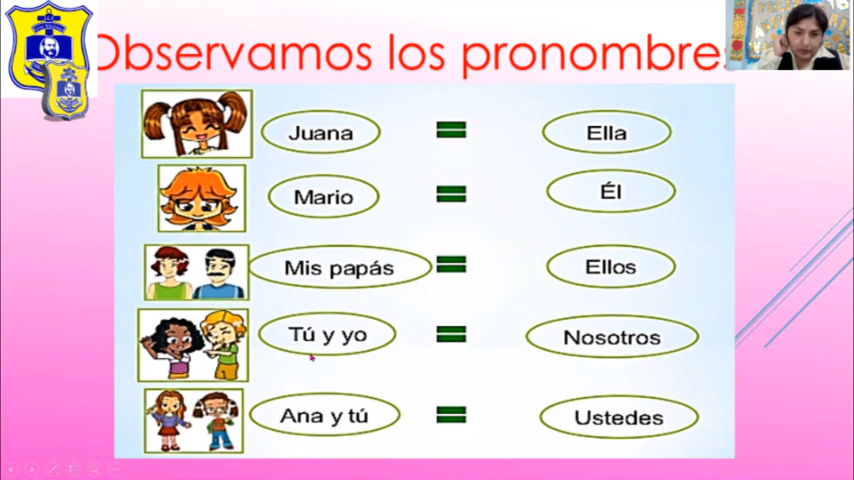 Observamos los pronombres
Juana = Ella
Mario = Él
Mis papás = Ellos
Tú y yo = Nosotros
Ana y tú = Ustedes